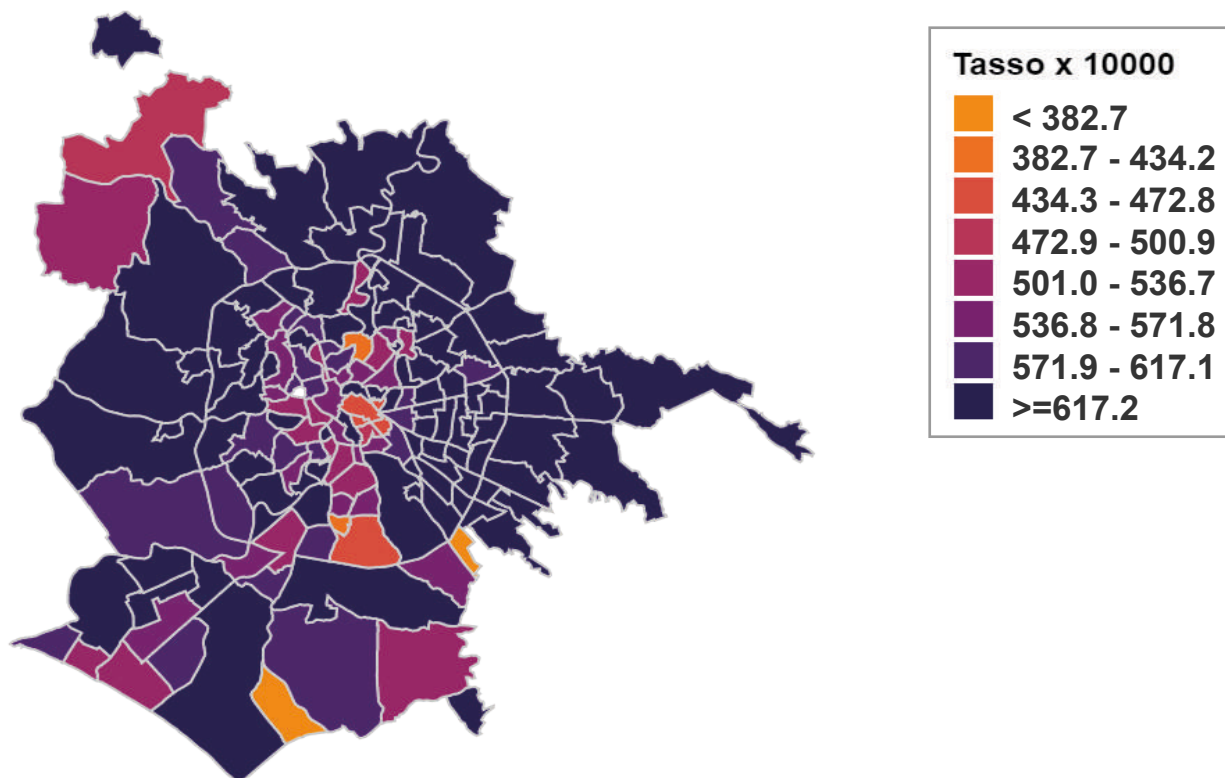 Tasso x 10000
< 382.7
382.7 - 434.2
434.3 - 472.8
472.9 - 500.9
501.0 - 536.7
536.8 - 571.8
571.9 - 617.1
>=617.2